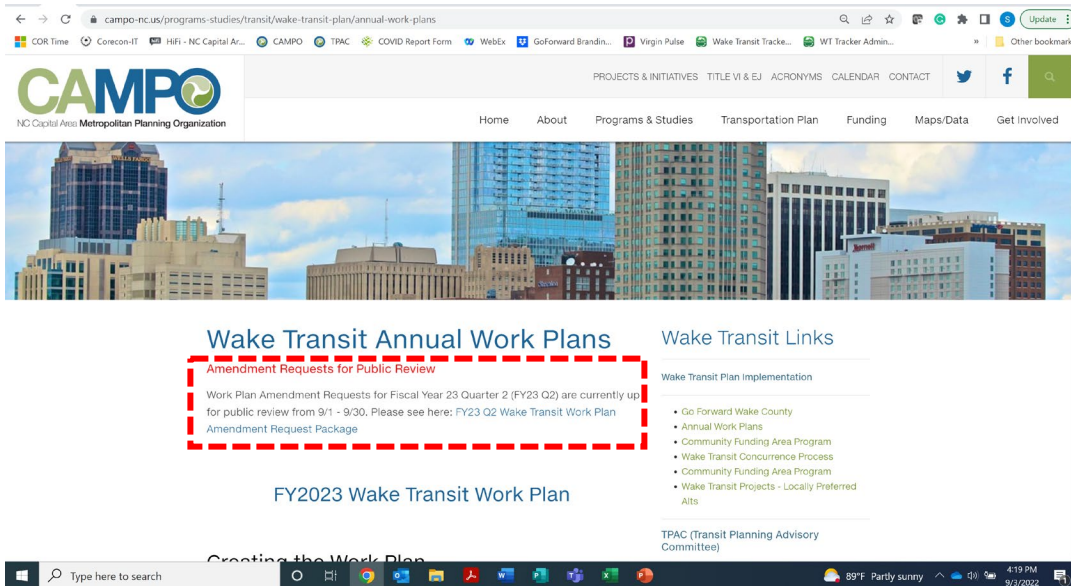 campo-nc.us/programs-studies/transit/wake-transit-plan/annual-work-plans
S
Update
COR Time
Corecon-IT
HiFi - NC Capital Ar...
CAMPO
TPAC
COVID Report Form
WebEx
GoForward Brandin...
Virgin Pulse
Wake Transit Tracke...
WT Tracker Admin...
»
Other bookmark
CAMPO
NC Capital Area Metropolitan Planning Organization
PROJECTS & INITIATIVES TITLE VI & EJ ACRONYMS CALENDAR CONTACT
Home About Programs & Studies Transportation Plan Funding Maps/Data Get Involved
WELLS FARGO
Marriott
Wake Transit Annual Work Plans
Amendment Requests for Public Review
Work Plan Amendment Requests for Fiscal Year 23 Quarter 2 (FY23 Q2) are currently up
for public review from 9/1 - 9/30. Please see here: FY23 Q2 Wake Transit Work Plan
Amendment Request Package
FY2023 Wake Transit Work Plan
Creating the Work Plan
Wake Transit Links
Wake Transit Plan Implementation
• Go Forward Wake County
• Annual Work Plans
• Community Funding Area Program
• Wake Transit Concurrence Process
• Community Funding Area Program
• Wake Transit Projects - Locally Preferred
Alts
TPAC (Transit Planning Advisory
Committee)
Type here to search
89°F Partly sunny
4:19 PM
9/3/2022